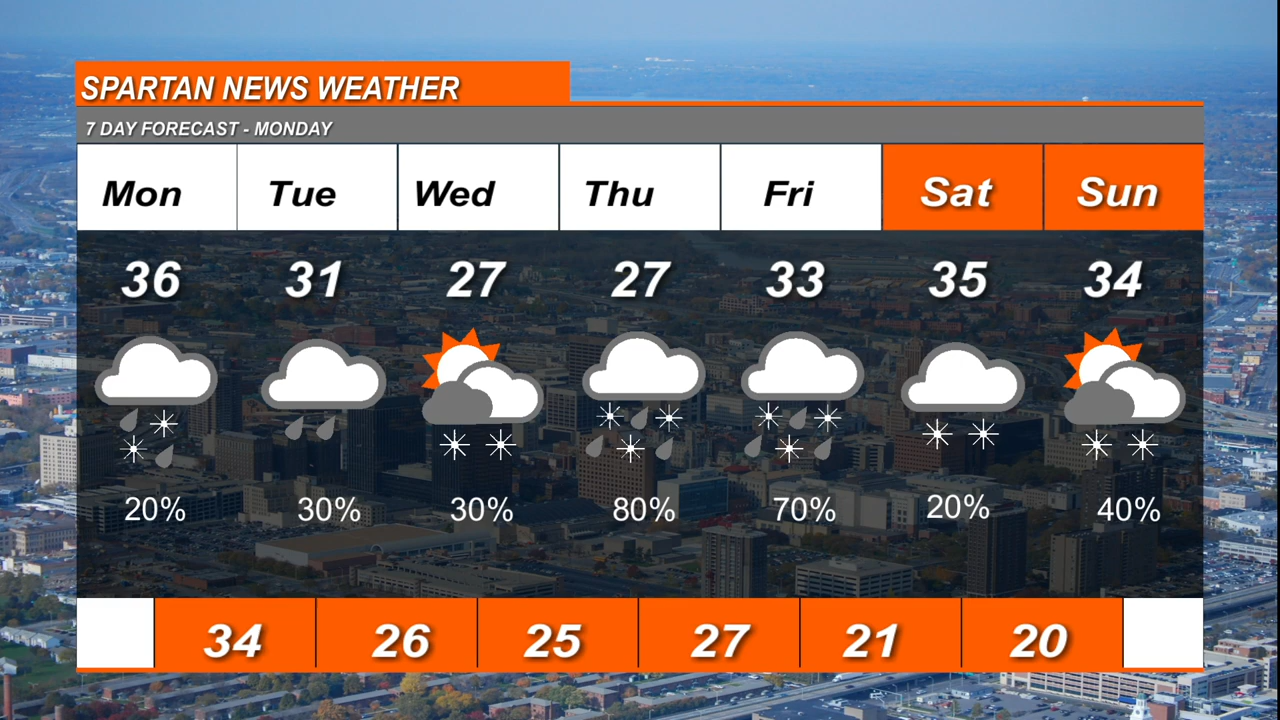 SPARTAN NEWS WEATHER
7 DAY FORECAST - MONDAY
Mon Tue Wed Thu Fri Sat Sun
36 31 27 27 33 35 34
20% 30% 30% 80% 70% 20% 40%
34 26 25 27 21 20